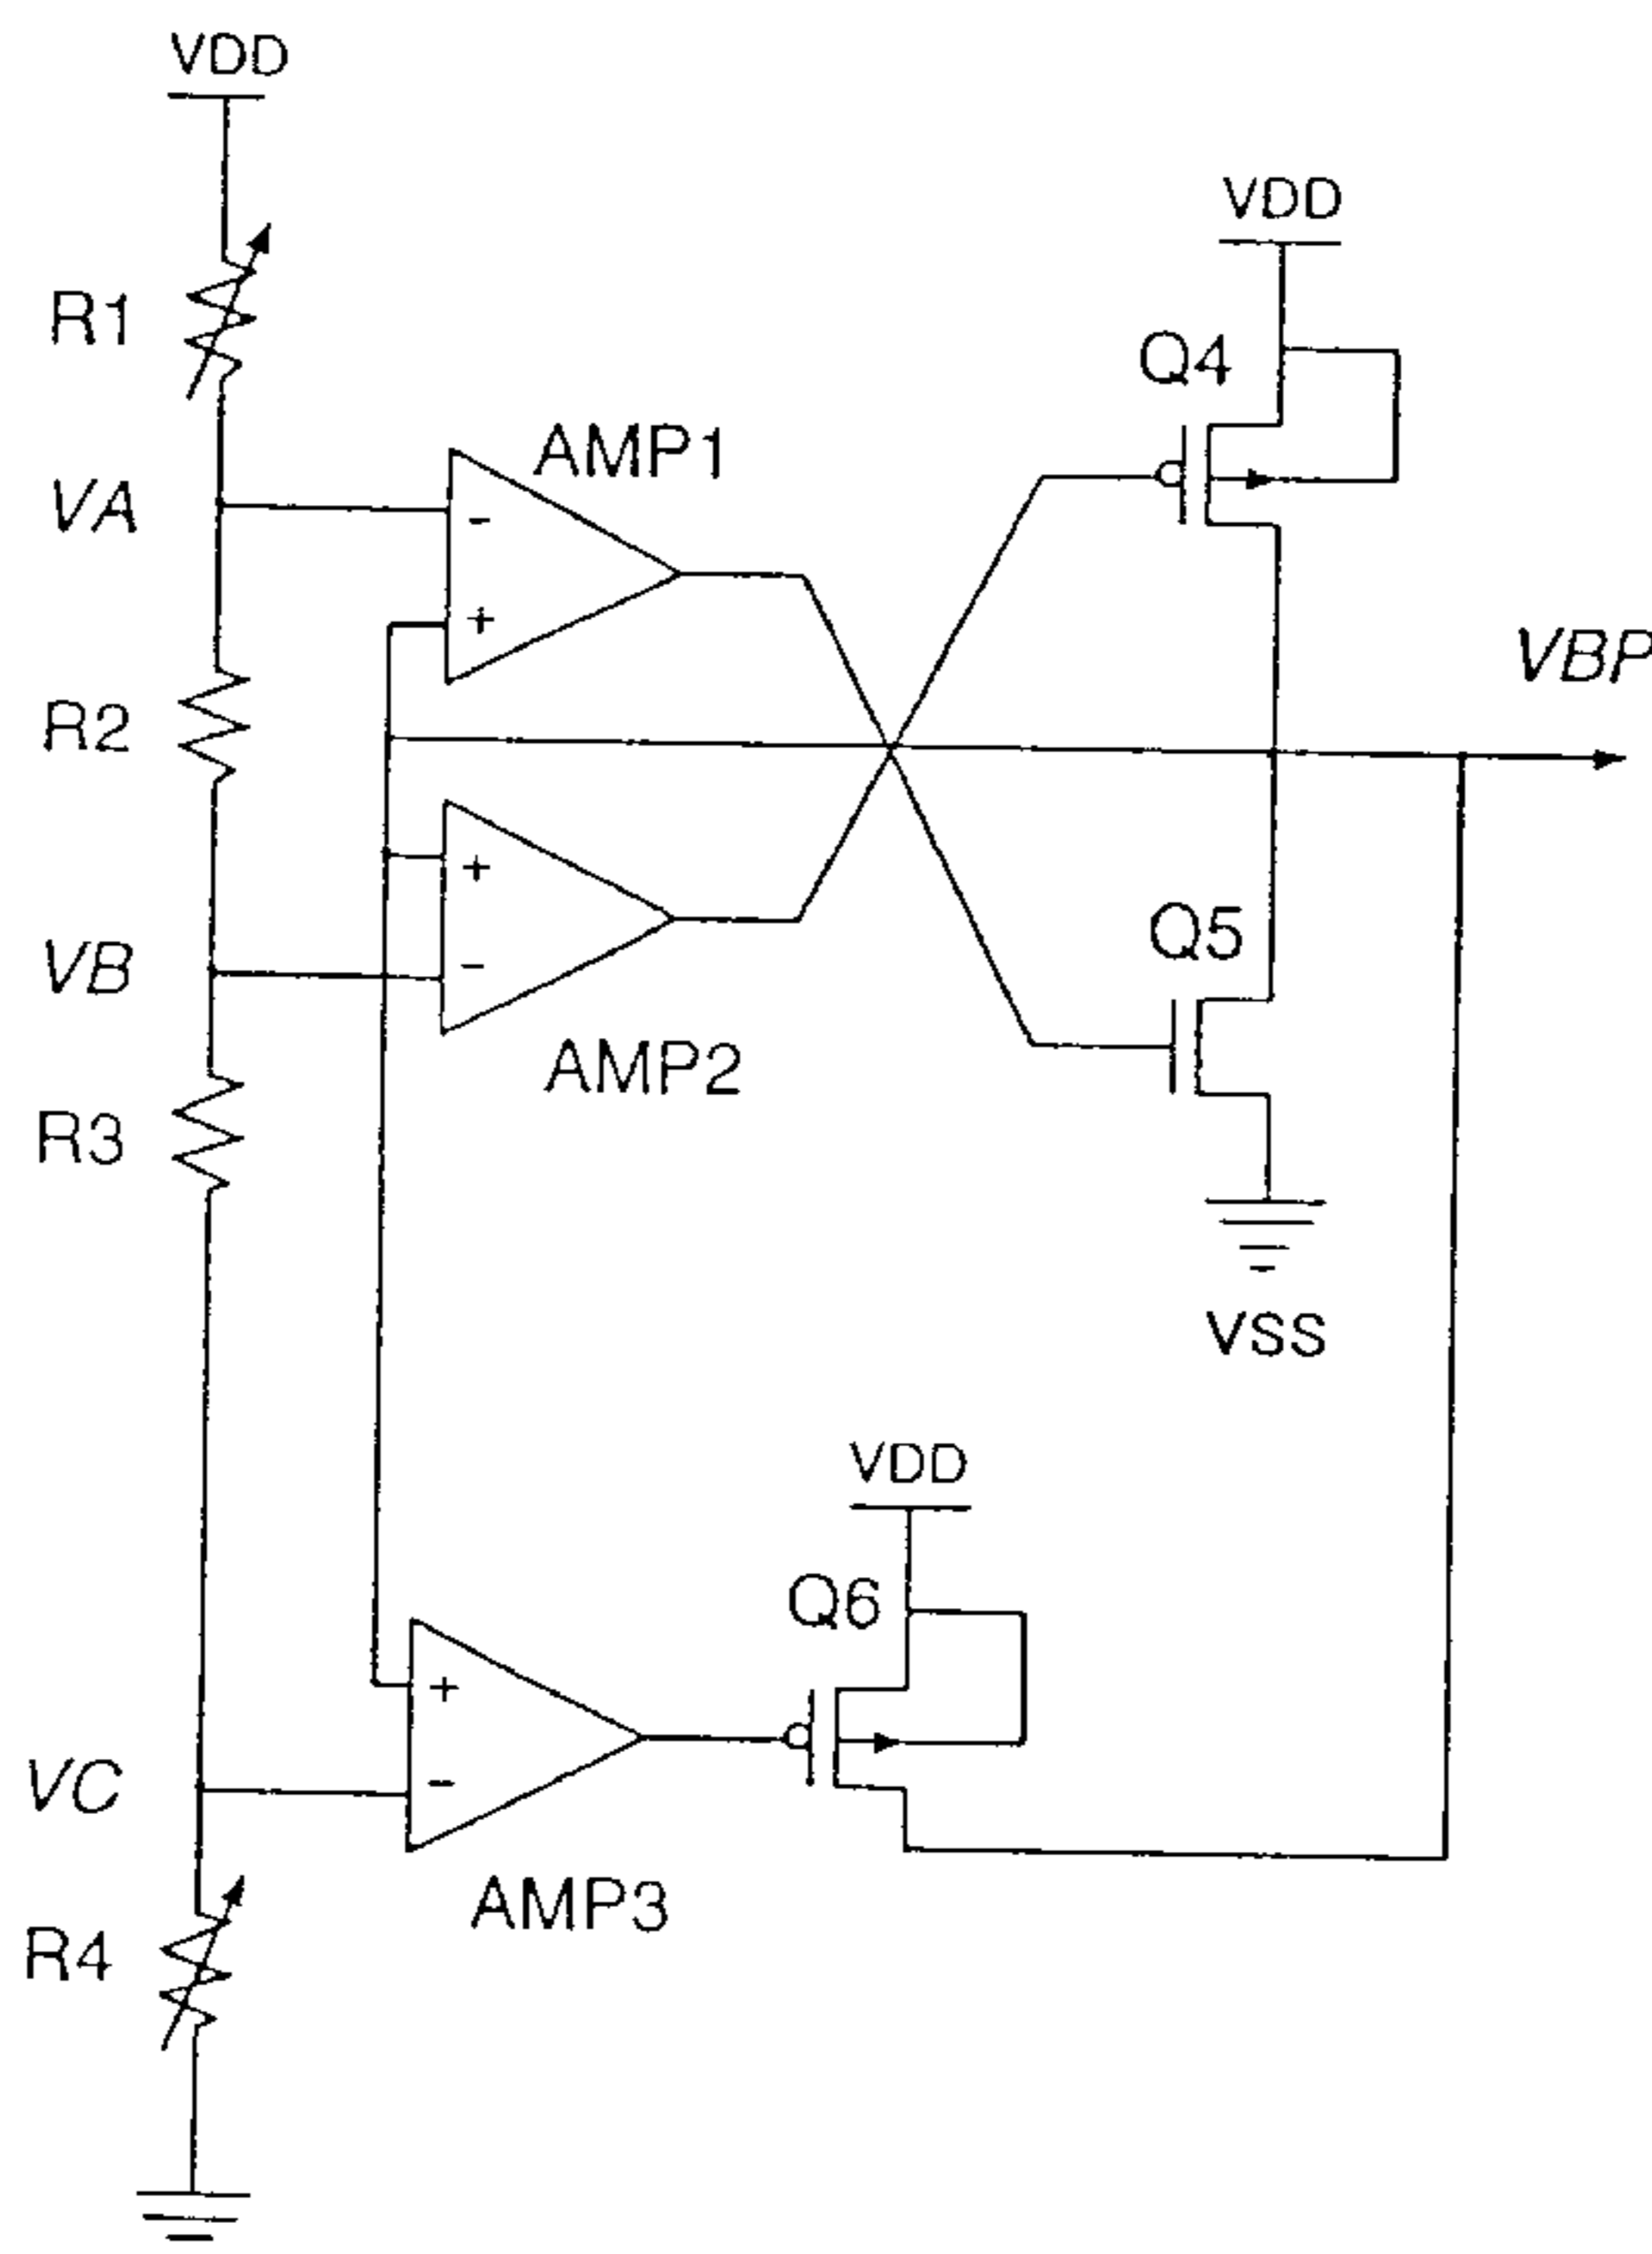 VDD
VDD
R1
Q4
AMP1
VA
-
+
VBP
R2
+
Q5
VB
-
AMP2
R3
VSS
VDD
Q6
+
VC
-
AMP3
R4